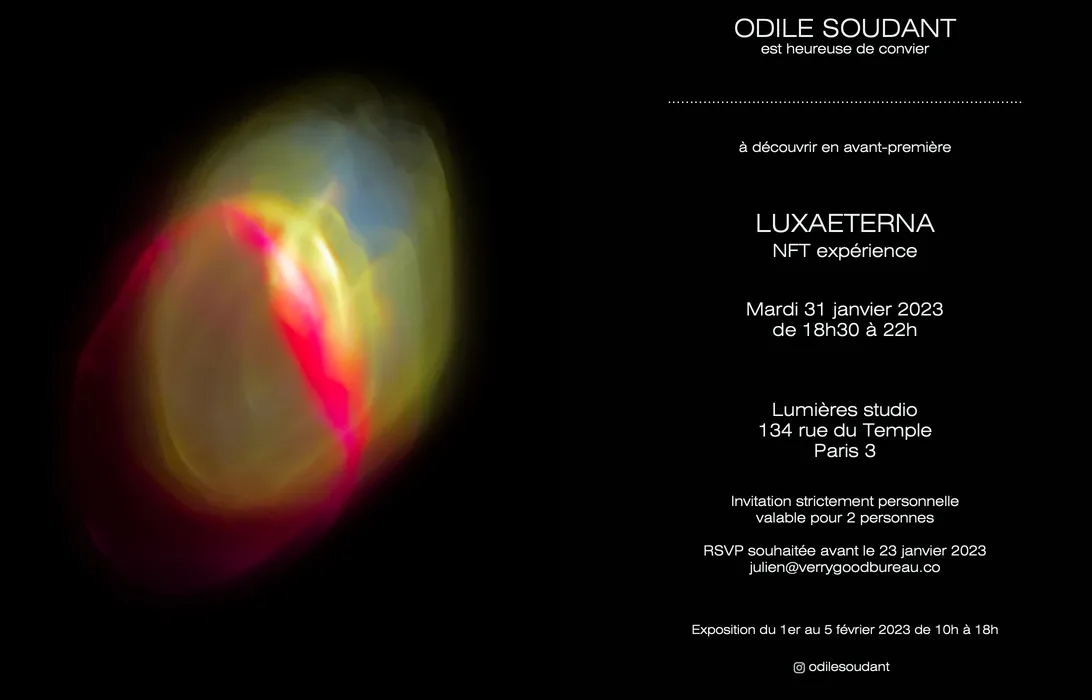 ODILE SOUDANT
est heureuse de convier
à découvrir en avant-première
LUXAETERNA
NFT expérience
Mardi 31 janvier 2023
de 18h30 à 22h
Lumières studio
134 rue du Temple
Paris 3
Invitation strictement personnelle
valable pour 2 personnes
RSVP souhaitée avant le 23 janvier 2023
julien@verrygoodbureau.co
Exposition du 1er au 5 février 2023 de 10h à 18h
odilesoudant